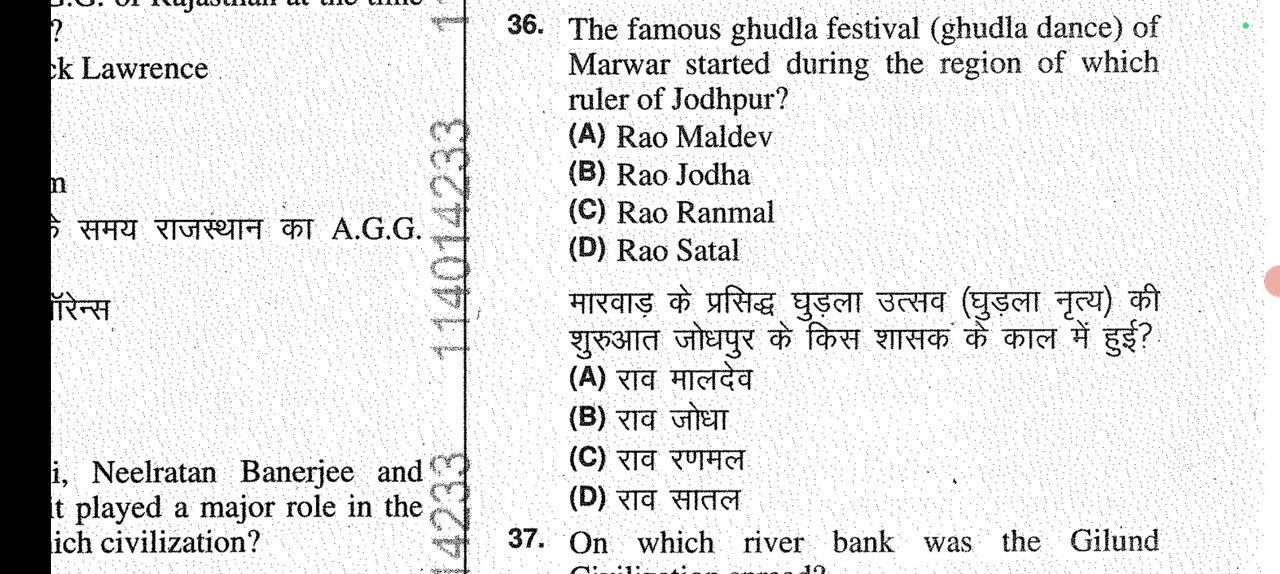 ?
ck Lawrence
के समय राजस्थान का A.G.G.
i, Neelratan Banerjee and
it played a major role in the
ich civilization?
114014233
14233
36. The famous ghudla festival (ghudla dance) of
Marwar started during the region of which
ruler of Jodhpur?
(A) Rao Maldev
(B) Rao Jodha
(C) Rao Ranmal
(D) Rao Satal
मारवाड़ के प्रसिद्ध घुड़ला उत्सव (घुड़ला नृत्य) की
शुरुआत जोधपुर के किस शासक के काल में हुई?
(A) राव मालदेव
(B) राव जोधा
(C) राव रणमल
(D) राव सातल
37. On which river bank was the Gilund